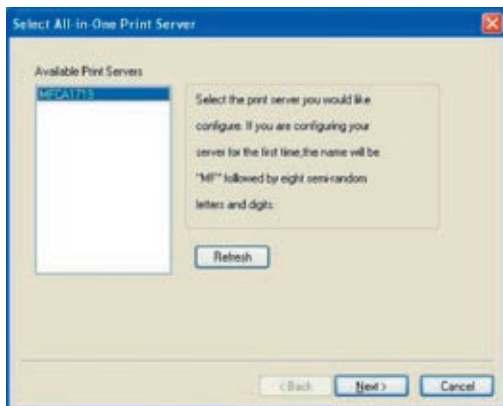 Select All-in-One Print Server
Available Print Servers
MFCA1713
Select the print server you would like
configure. If you are configuring your
server for the first time,the name will be
"MF" followed by eight semi-random
letters and digits
Refresh
< Back
Next >
Cancel